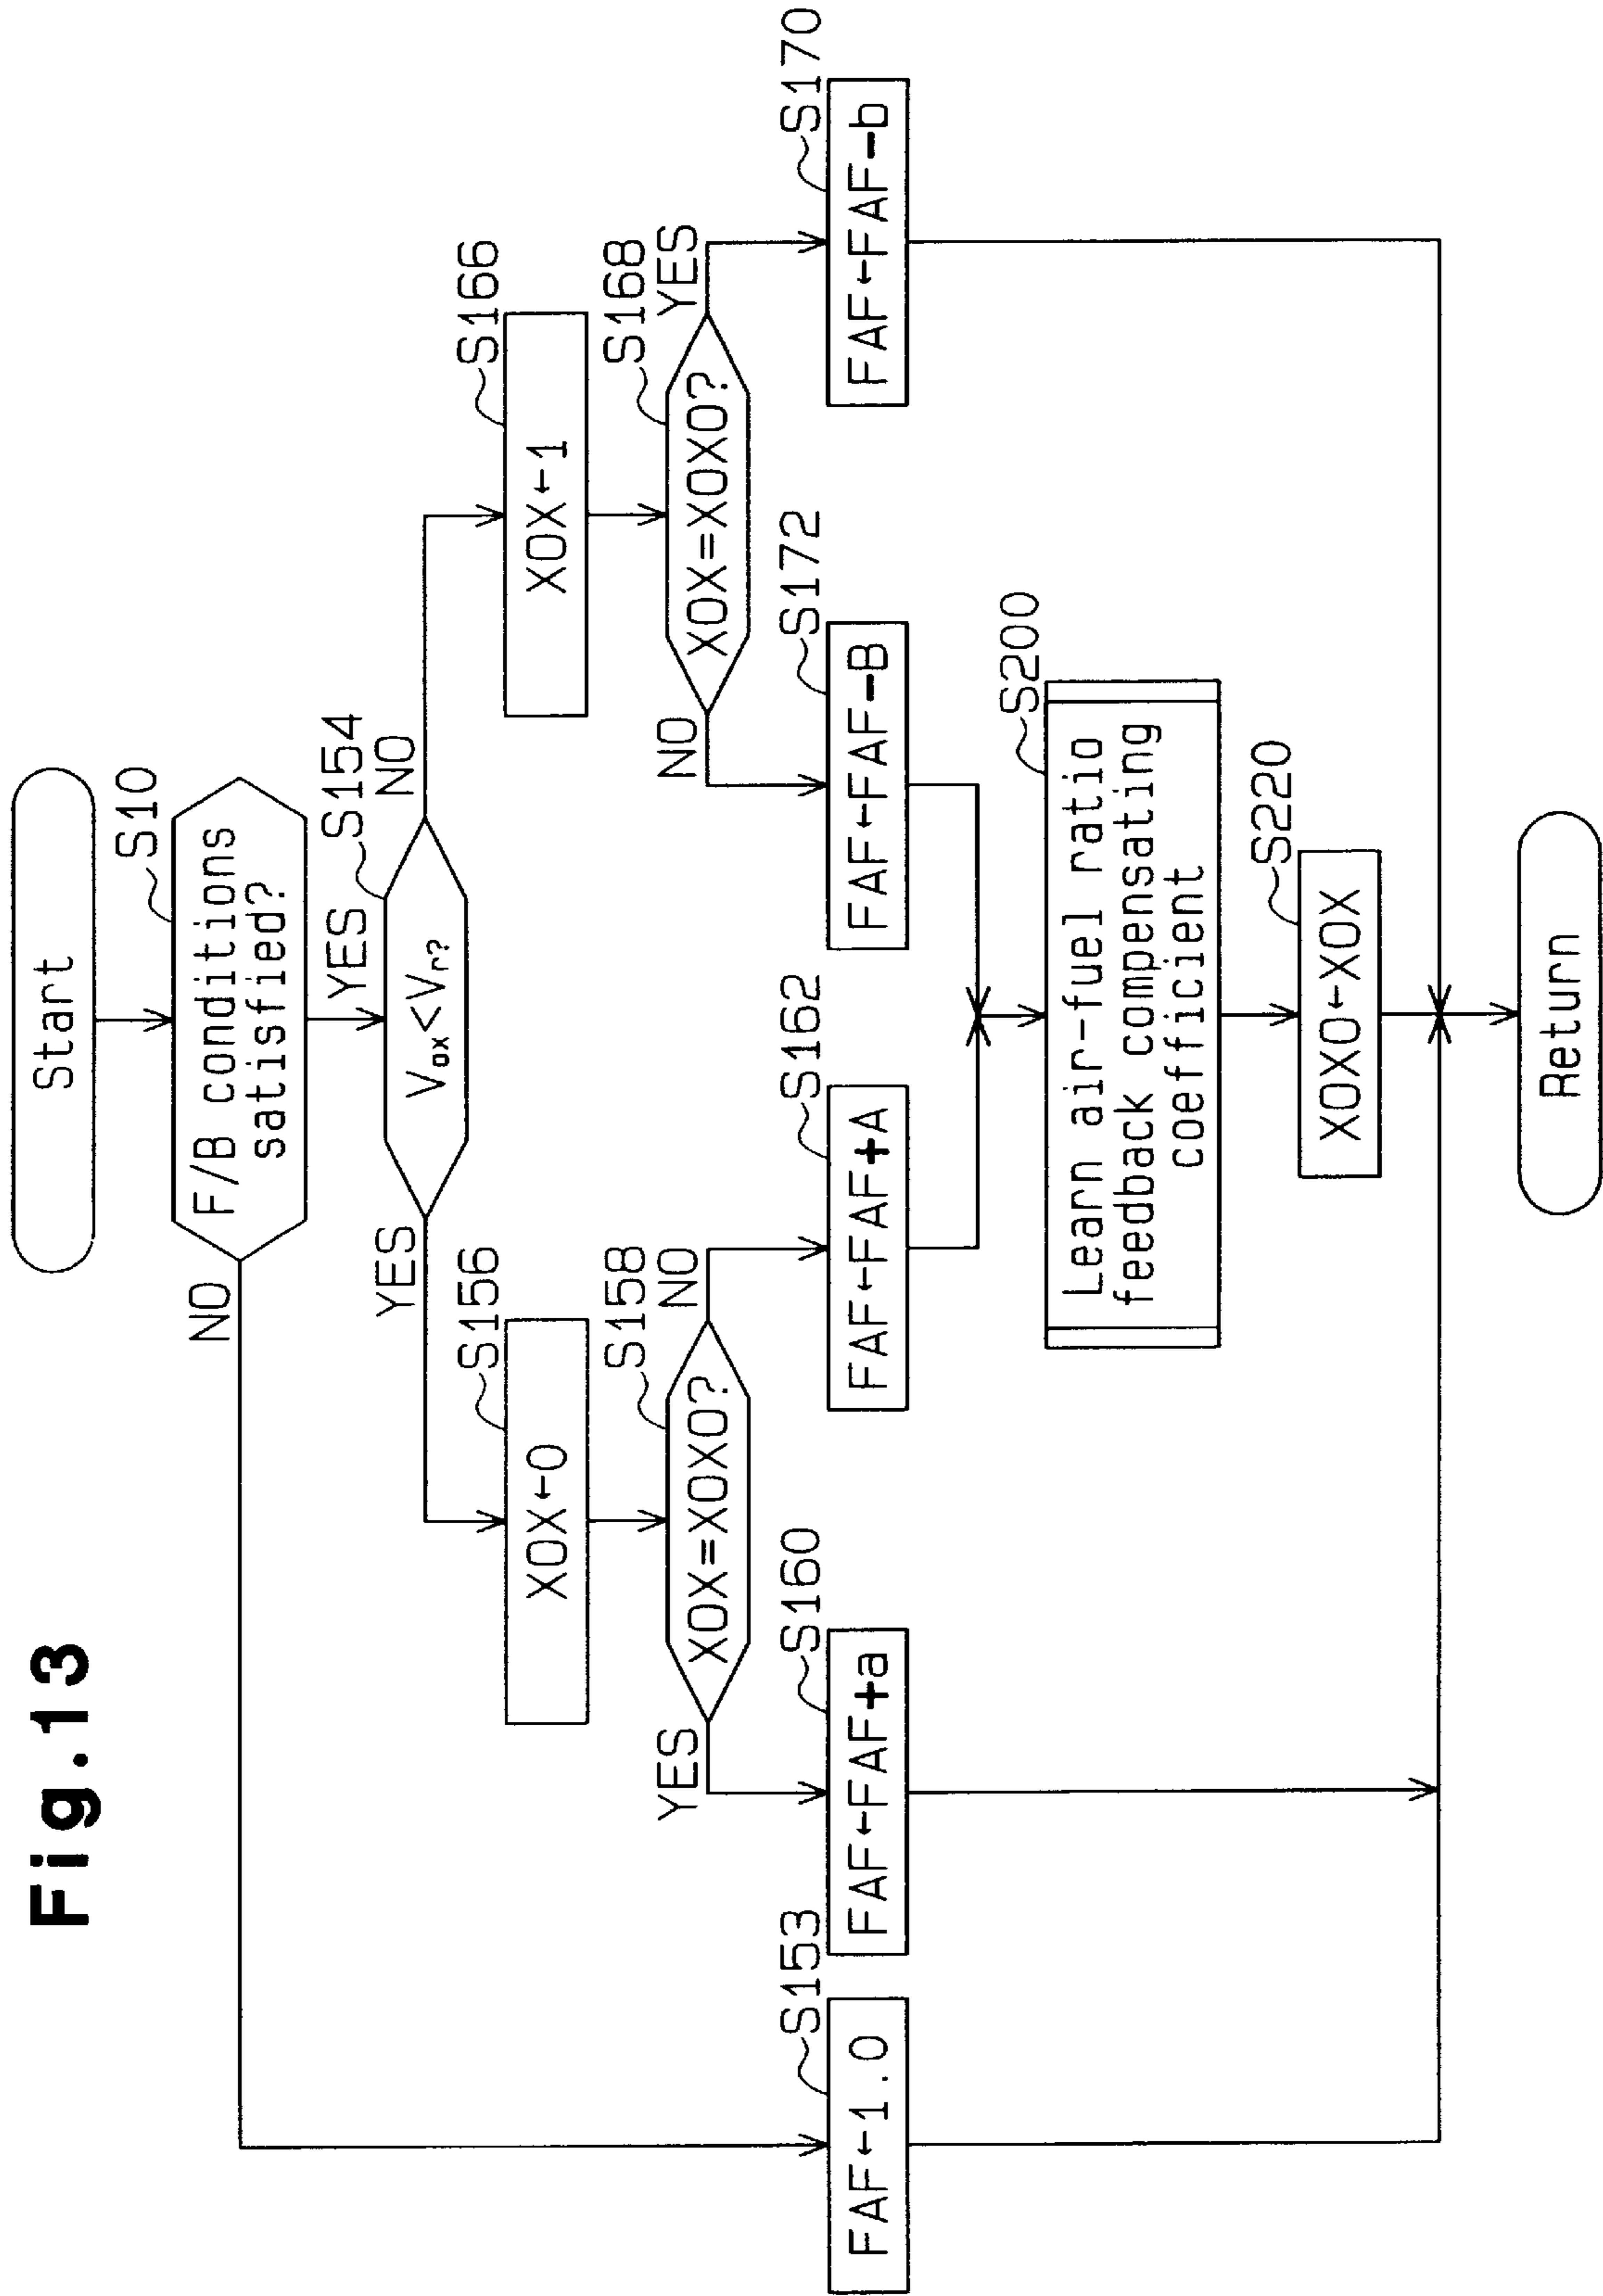 Fig.13
Start
S10
F/B conditions
satisfied?
NO
YES
S154
Vox<Vr?
YES
NO
S156
XOX←0
S166
XOX←1
S158
XOX=XOXO?
YES
NO
S168
XOX=XOXO?
NO
YES
S153
FAF←1.0
S160
FAF←FAF+a
S162
FAF←FAF+A
S172
FAF←FAF-B
S170
FAF←FAF-b
S200
Learn air-fuel ratio
feedback compensating
coefficient
S220
XOXO←XOX
Return